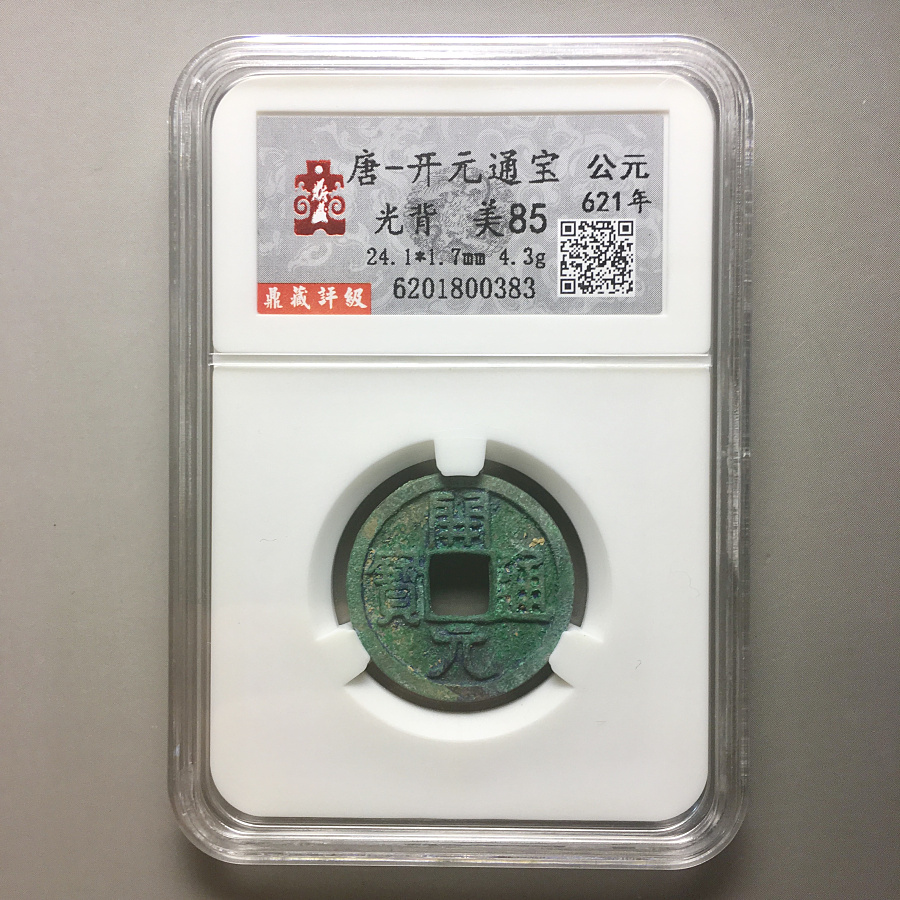 唐-开元通宝 公元
光背 美85 621年
24.1*1.7mm 4.3g
鼎藏評級 6201800383
開
寶 通
元